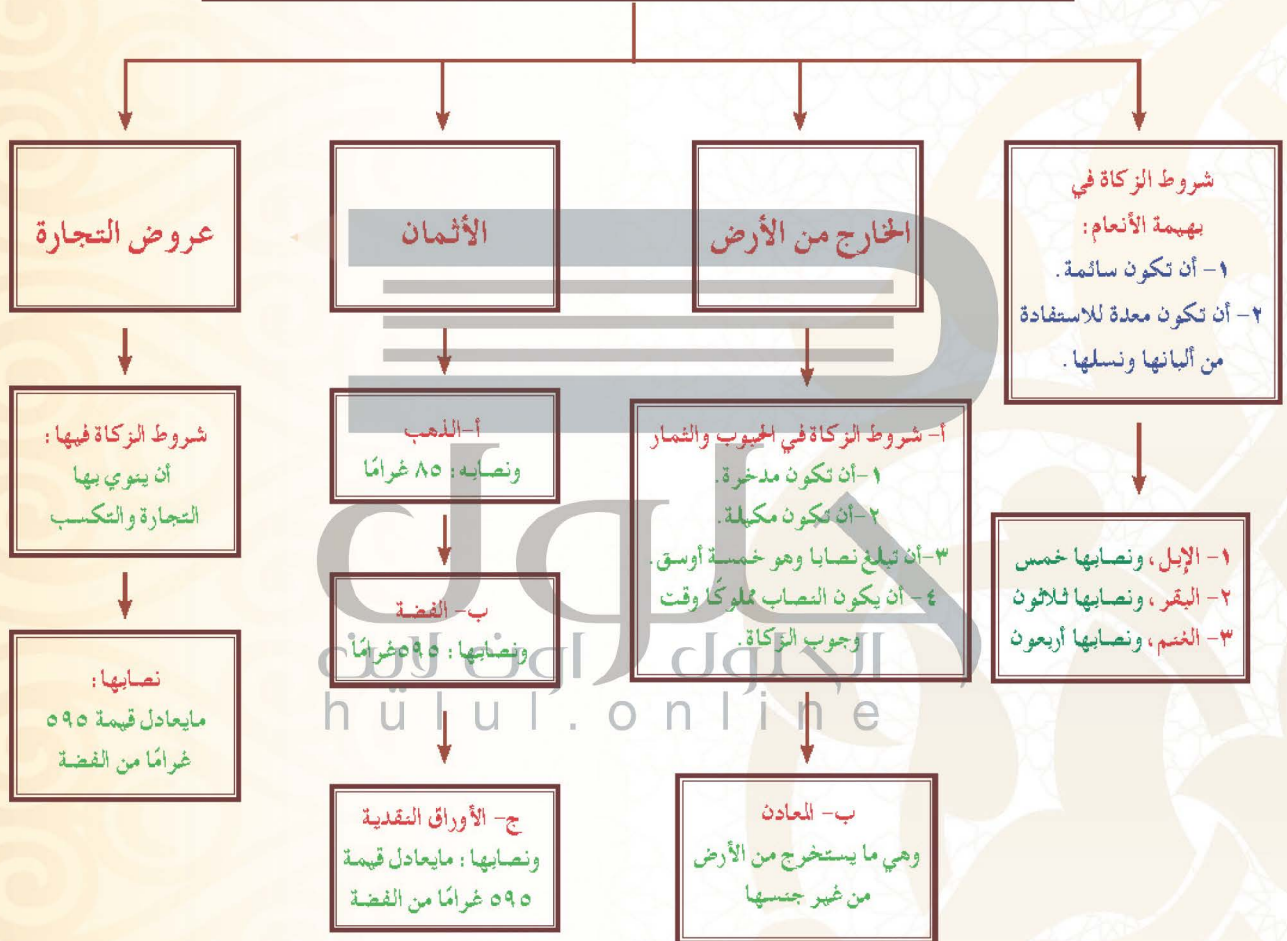 شروط الزكاة في
بهيمة الأنعام:
١- أن تكون سائمة.
٢- أن تكون معدة للاستفادة
من ألبانها ونسلها.
١- الإبل، ونصابها خمس
٢- البقر، ونصابها ثلاثون
٣- الغنم، ونصابها أربعون
الخارج من الأرض
أ- شروط الزكاة في الحبوب والثمار
١- أن تكون مدخرة.
٢- أن تكون مكيلة.
٣- أن تبلغ نصابا وهو خمسة أوسق.
٤- أن يكون النصاب مملوكًا وقت
وجوب الزكاة.
ب- المعادن
وهي ما يستخرج من الأرض
من غير جنسها
الأثمان
أ- الذهب
ونصابه: ٨٥ غرامًا
ب- الفضة
ونصابها: ٥٩٥ غرامًا
ج- الأوراق النقدية
ونصابها: مايعادل قيمة
٥٩٥ غرامًا من الفضة
عروض التجارة
شروط الزكاة فيها:
أن ينوي بها
التجارة والتكسب
نصابها:
مايعادل قيمة ٥٩٥
غرامًا من الفضة
حلول
الحلول اون لاين
hulul.online